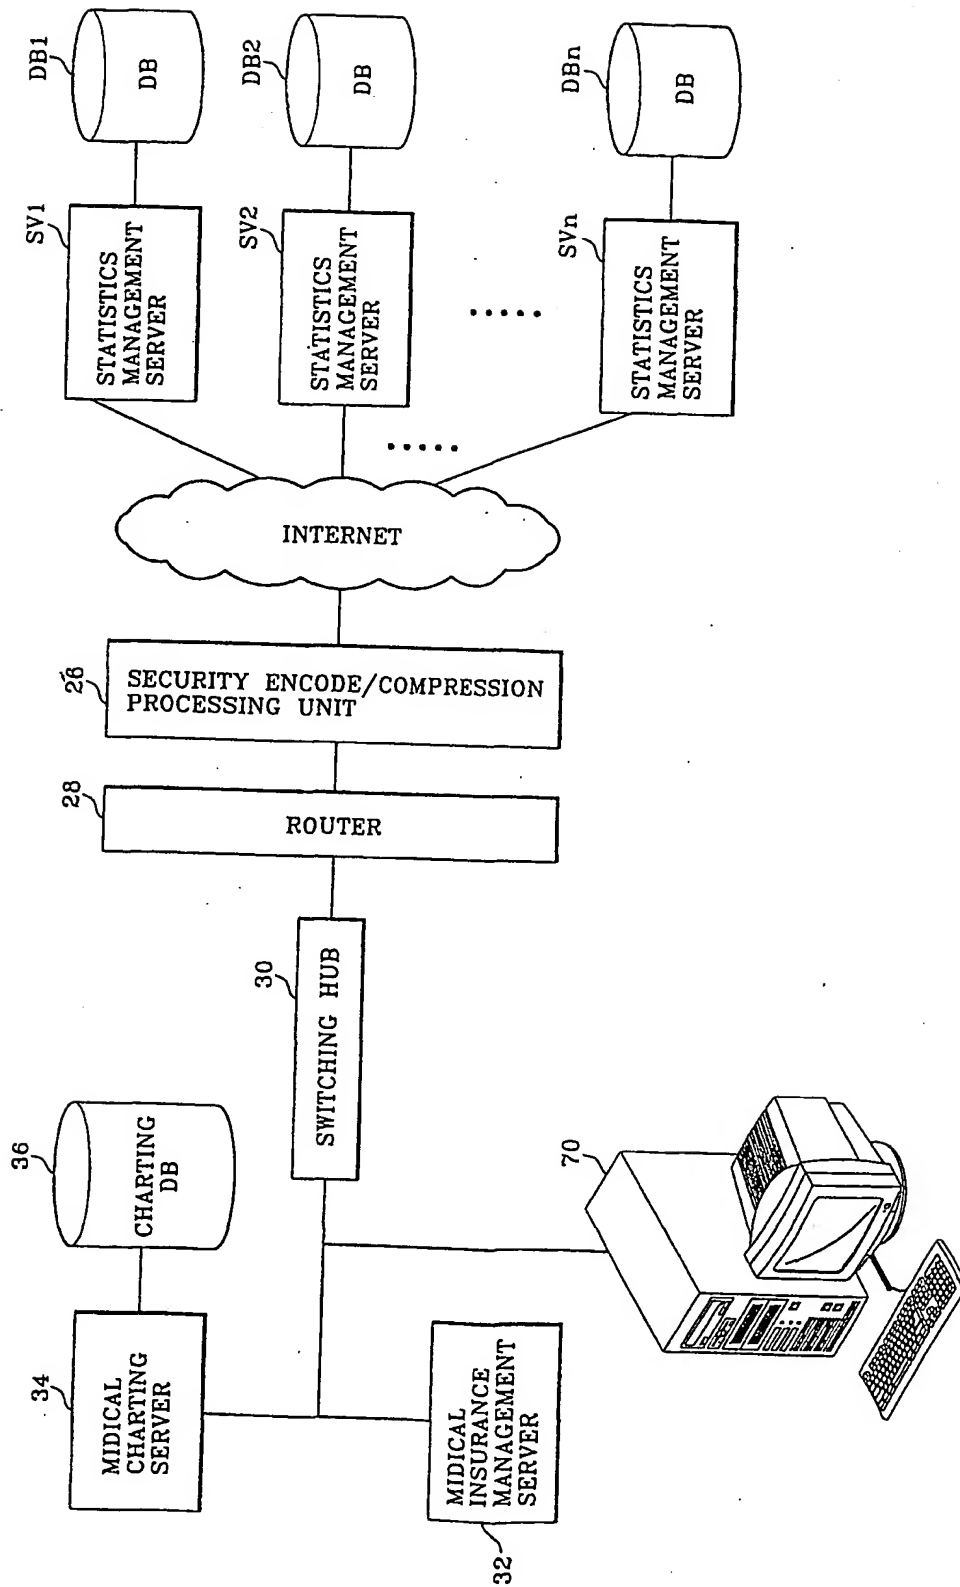 36
CHARTING
DB
34
MIDICAL
CHARTING
SERVER
32
MIDICAL
INSURANCE
MANAGEMENT
SERVER
70
30
SWITCHING HUB
28
ROUTER
26
SECURITY ENCODE/COMPRESSION
PROCESSING UNIT
INTERNET
SV1
STATISTICS
MANAGEMENT
SERVER
DB1
DB
SV2
STATISTICS
MANAGEMENT
SERVER
DB2
DB
.....
.....
SVn
STATISTICS
MANAGEMENT
SERVER
DBn
DB